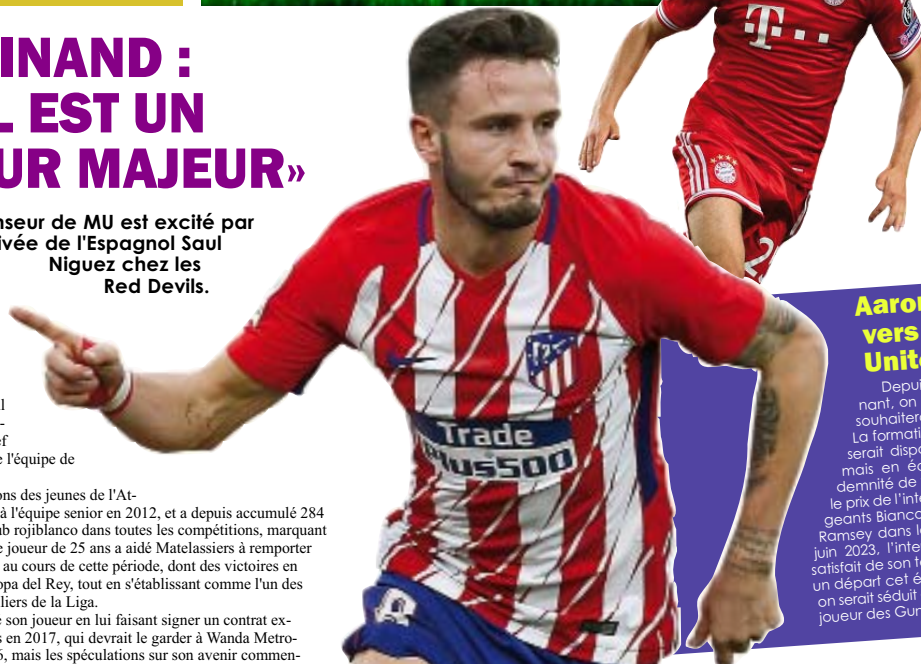 INAND :
L EST UN
UR MAJEUR»
nseur de MU est excité par
ivée de l'Espagnol Saul
Niguez chez les
Red Devils.
l
-
ef
e l'équipe de
ons des jeunes de l'At-
à l'équipe senior en 2012, et a depuis accumulé 284
ub rojiblanco dans toutes les compétitions, marquant
e joueur de 25 ans a aidé Matelassiers à remporter
au cours de cette période, dont des victoires en
opa del Rey, tout en s'établissant comme l'un des
liers de la Liga.
e son joueur en lui faisant signer un contrat ex-
s en 2017, qui devrait le garder à Wanda Metro-
6, mais les spéculations sur son avenir commen-
Trade
Plus500
8
T
2
Aaron
vers
Unite
Depui
nant, on
souhaitera
La formati
serait dispo
mais en éc
demnité de
le prix de l'inte
geants Bianco
Ramsey dans l
juin 2023, l'inte
satisfait de son t
un départ cet é
on serait séduit
joueur des Gun